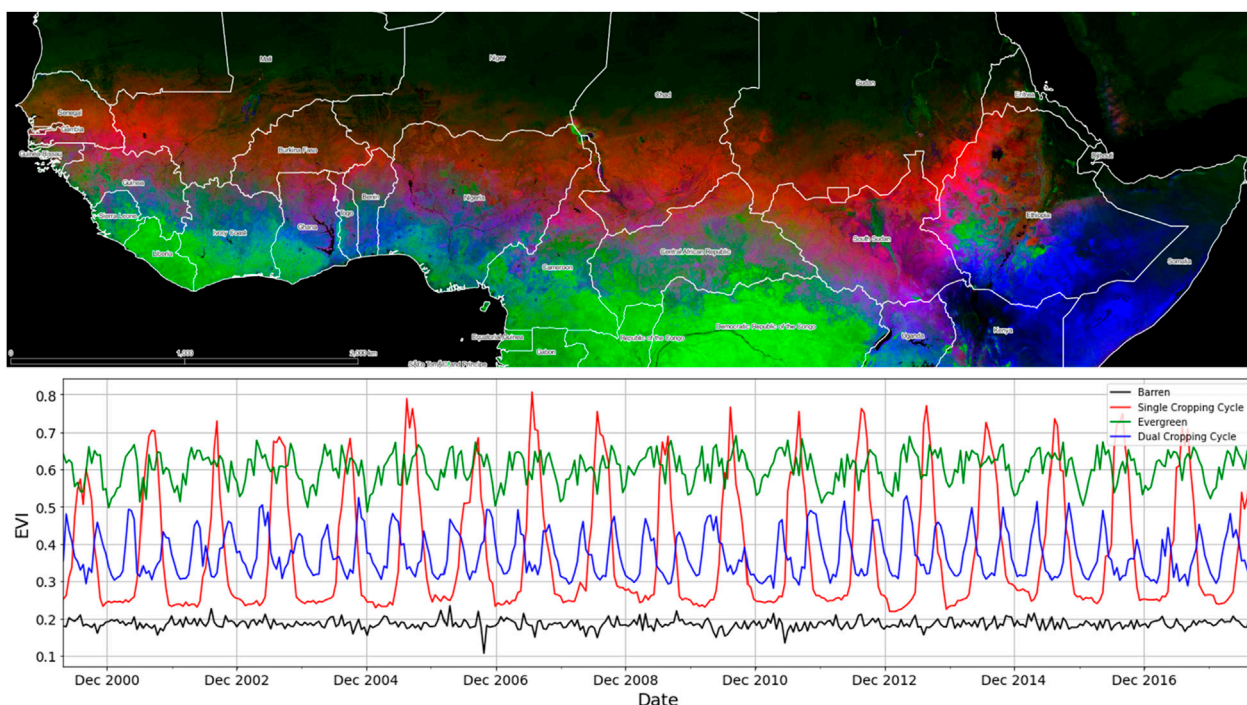 Mali
Niger
Chad
Sudan
Eritrea
Senegal
Gambia
Guinea Bissau
Burkina Faso
Djibouti
Guinea
Benin
Nigeria
Sierra Leone
Togo
Ivory Coast
Ghana
Ethiopia
South Sudan
Liberia
Central African Republic
Cameroon
Somalia
Democratic Republic of the Congo
Equatorial Guinea
Republic of the Congo
Uganda
Kenya
Gabon
0 1,000 2,000 km
0.8
0.7
0.6
0.5
0.4
0.3
0.2
0.1
EVI
Barren
Single Cropping Cycle
Evergreen
Dual Cropping Cycle
Dec 2000 Dec 2002 Dec 2004 Dec 2006 Dec 2008 Dec 2010 Dec 2012 Dec 2014 Dec 2016
Date